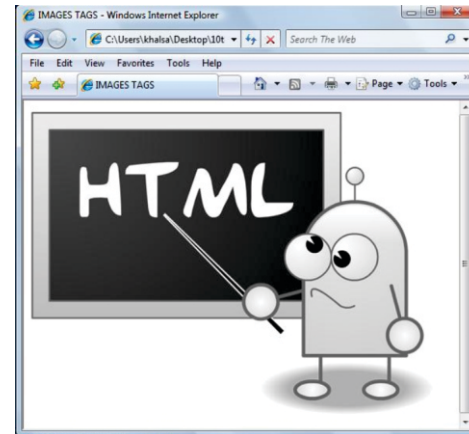 IMAGES TAGS - Windows Internet Explorer
C:\Users\khalsa\Desktop\10t
Search The Web
File Edit View Favorites Tools Help
IMAGES TAGS
Page Tools
HTML